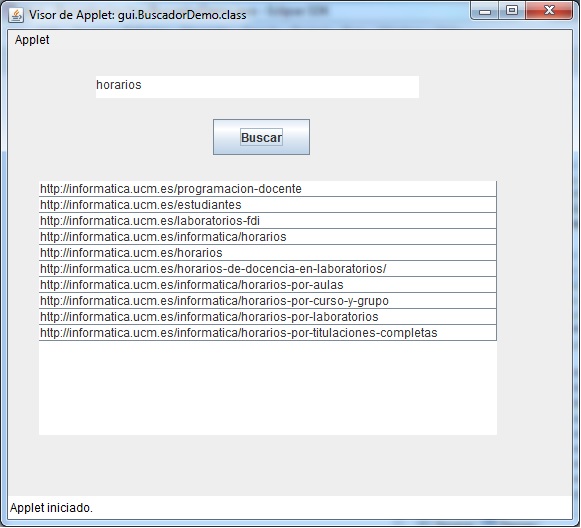 Visor de Applet: gui.BuscadorDemo.class
Applet
horarios
Buscar
http://informatica.ucm.es/programacion-docente
http://informatica.ucm.es/estudiantes
http://informatica.ucm.es/laboratorios-fdi
http://informatica.ucm.es/informatica/horarios
http://informatica.ucm.es/horarios
http://informatica.ucm.es/horarios-de-docencia-en-laboratorios/
http://informatica.ucm.es/informatica/horarios-por-aulas
http://informatica.ucm.es/informatica/horarios-por-curso-y-grupo
http://informatica.ucm.es/informatica/horarios-por-laboratorios
http://informatica.ucm.es/informatica/horarios-por-titulaciones-completas
Applet iniciado.